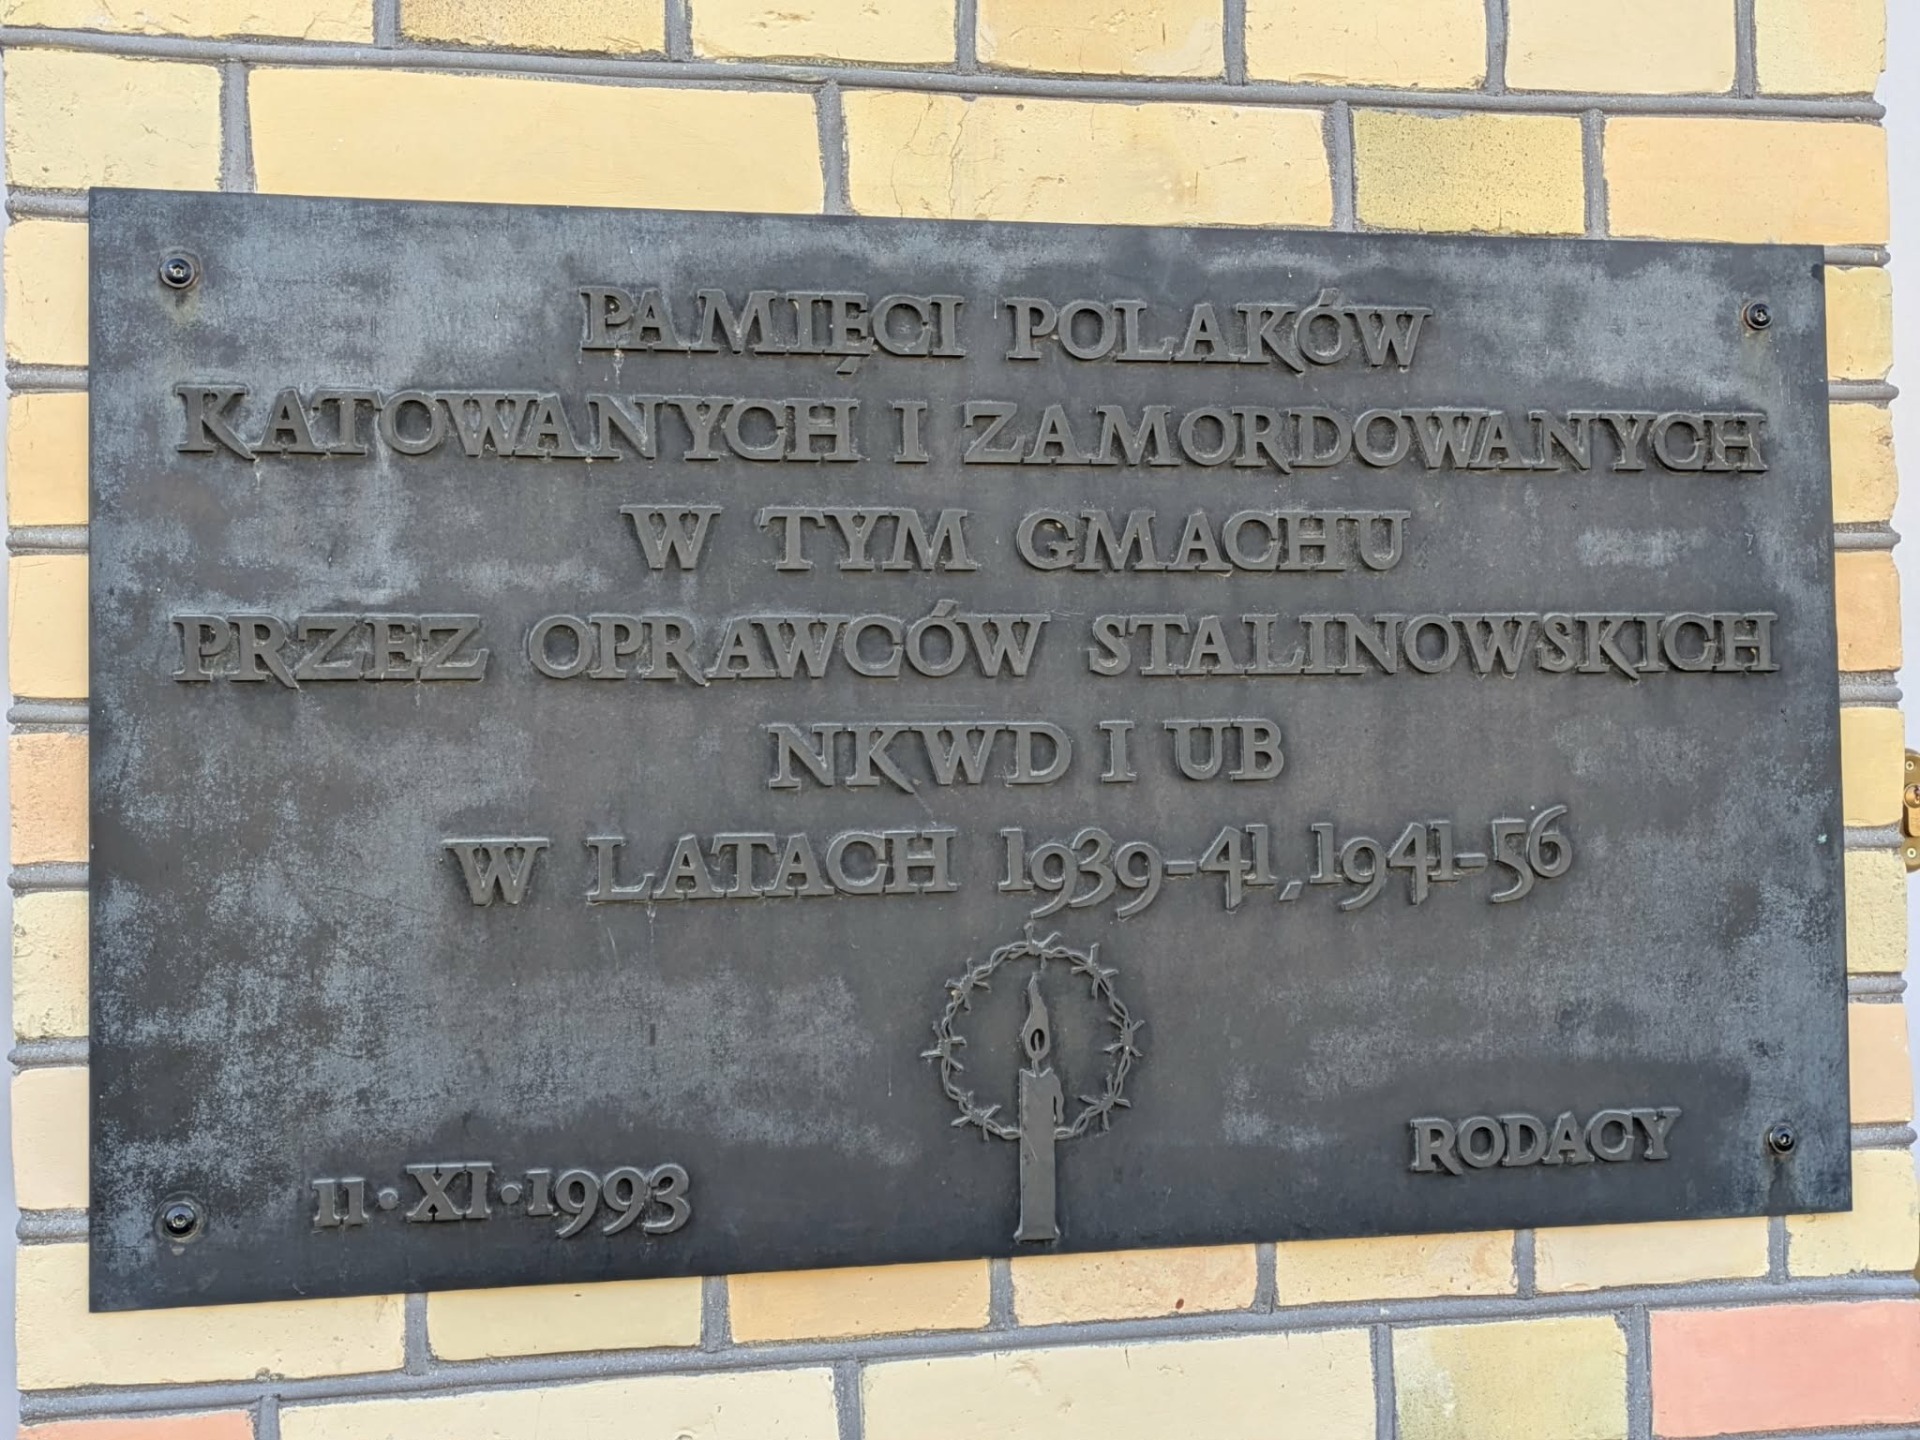 PAMIĘCI POLAKÓW
KATOWANYCH I ZAMORDOWANYCH
W TYM GMACHU
PRZEZ OPRAWCÓW STALINOWSKICH
NKWD I UB
W LATACH 1939-41, 1941-56
11·XI·1993
RODACY